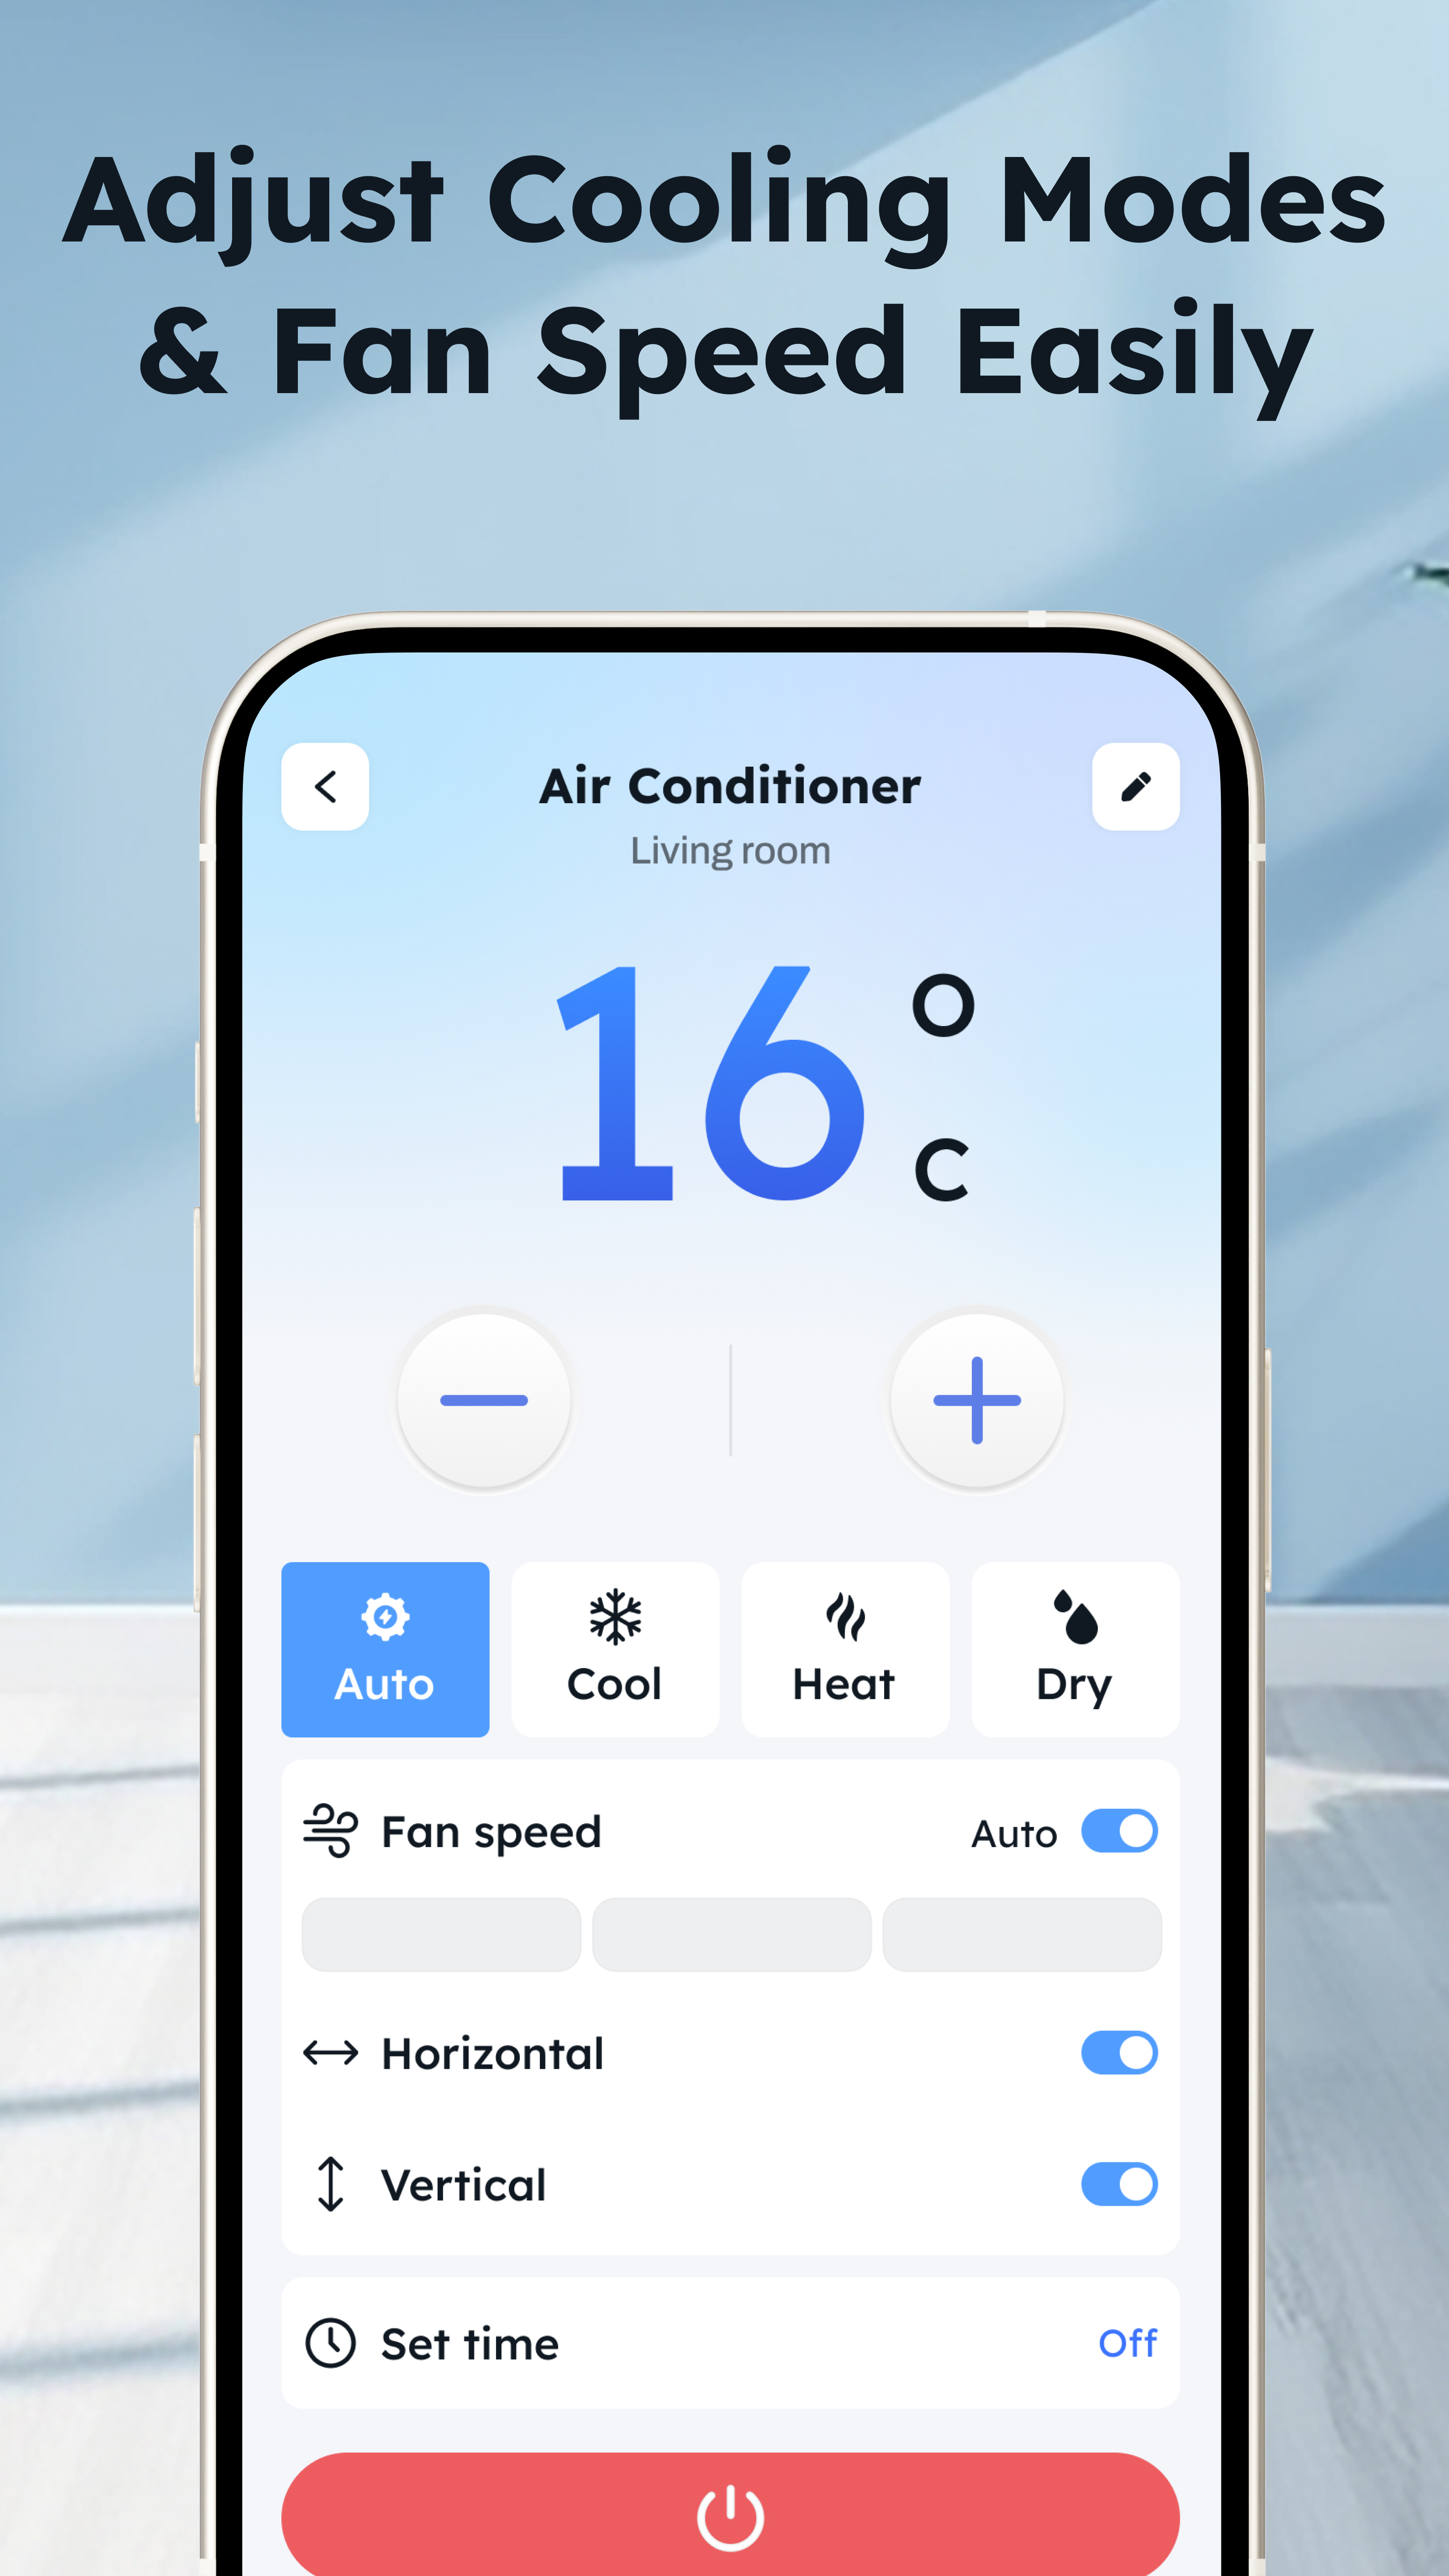 Adjust Cooling Modes
& Fan Speed Easily
Air Conditioner
Living room
16 °C
Auto Cool Heat Dry
Fan speed Auto
Horizontal
Vertical
Set time Off